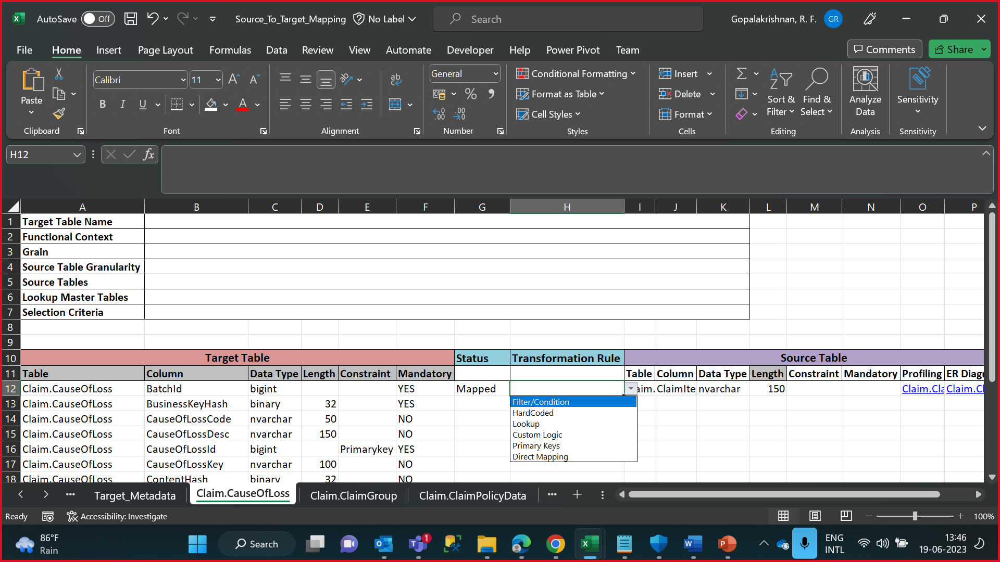 AutoSave Off Source_To_Target_Mapping No Label Search Gopalakrishnan, R. F. GR
File Home Insert Page Layout Formulas Data Review View Automate Developer Help Power Pivot Team Comments Share
Paste
Clipboard
Calibri 11
B I U A
Font
ab
Alignment
General
% 9
Number
Conditional Formatting
Format as Table
Cell Styles
Styles
Insert
Delete
Format
Cells
Sort & Filter
Find & Select
Editing
Analyze Data
Analysis
Sensitivity
Sensitivity
H12 fx
A B C D E F G H I J K L M N O P
1 Target Table Name
2 Functional Context
3 Grain
4 Source Table Granularity
5 Source Tables
6 Lookup Master Tables
7 Selection Criteria
8
9
10 Target Table Status Transformation Rule Source Table
11 Table Column Data Type Length Constraint Mandatory Table Column Data Type Length Constraint Mandatory Profiling ER Diagr
12 Claim.CauseOfLoss BatchId bigint YES Mapped aim. ClaimIte nvarchar 150 Claim.Cla Claim.Cl
13 Claim.CauseOfLoss BusinessKeyHash binary 32 YES
14 Claim.CauseOfLoss CauseOfLossCode nvarchar 50 NO
15 Claim.CauseOfLoss CauseOfLossDesc nvarchar 150 NO
16 Claim.CauseOfLoss CauseOfLossId bigint Primarykey YES
17 Claim.CauseOfLoss CauseOfLossKey nvarchar 100 NO
18 Claim.CauseOfLoss ContentHash binary 32 NO
Filter/Condition
HardCoded
Lookup
Custom Logic
Primary Keys
Direct Mapping
Target_Metadata Claim.CauseOfLoss Claim.ClaimGroup Claim.ClaimPolicyData
Ready Accessibility: Investigate 100%
86°F
Rain
Search
1
ENG
INTL
13:46
19-06-2023